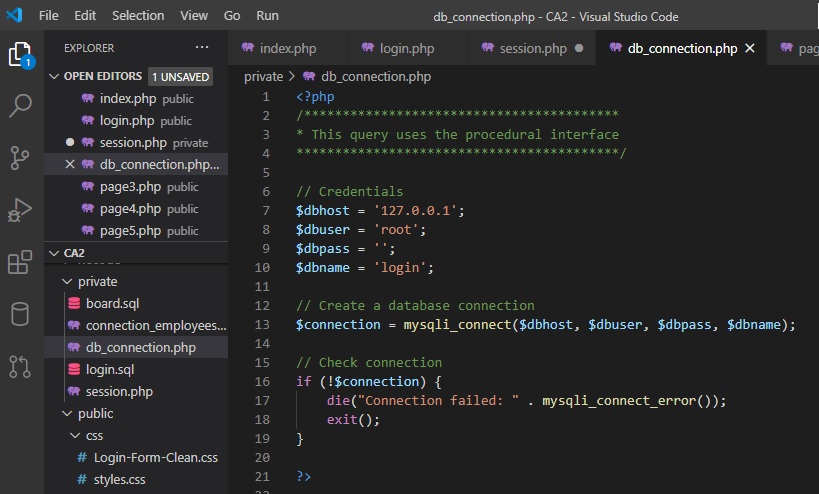 File Edit Selection View Go Run db_connection.php - CA2 - Visual Studio Code
EXPLORER ···
1
OPEN EDITORS 1 UNSAVED
index.php public
login.php public
session.php private
db_connection.php...
page3.php public
page4.php public
page5.php public
CA2
private
board.sql
connection_employees...
db_connection.php
login.sql
session.php
public
css
# Login-Form-Clean.css
# styles.css
index.php login.php session.php db_connection.php pag
private > db_connection.php
1 <?php
2 /*****************************************
3 * This query uses the procedural interface
4 ******************************************/
5
6 // Credentials
7 $dbhost = '127.0.0.1';
8 $dbuser = 'root';
9 $dbpass = '';
10 $dbname = 'login';
11
12 // Create a database connection
13 $connection = mysqli_connect($dbhost, $dbuser, $dbpass, $dbname);
14
15 // Check connection
16 if (!$connection) {
17 die("Connection failed: " . mysqli_connect_error());
18 exit();
19 }
20
21 ?>